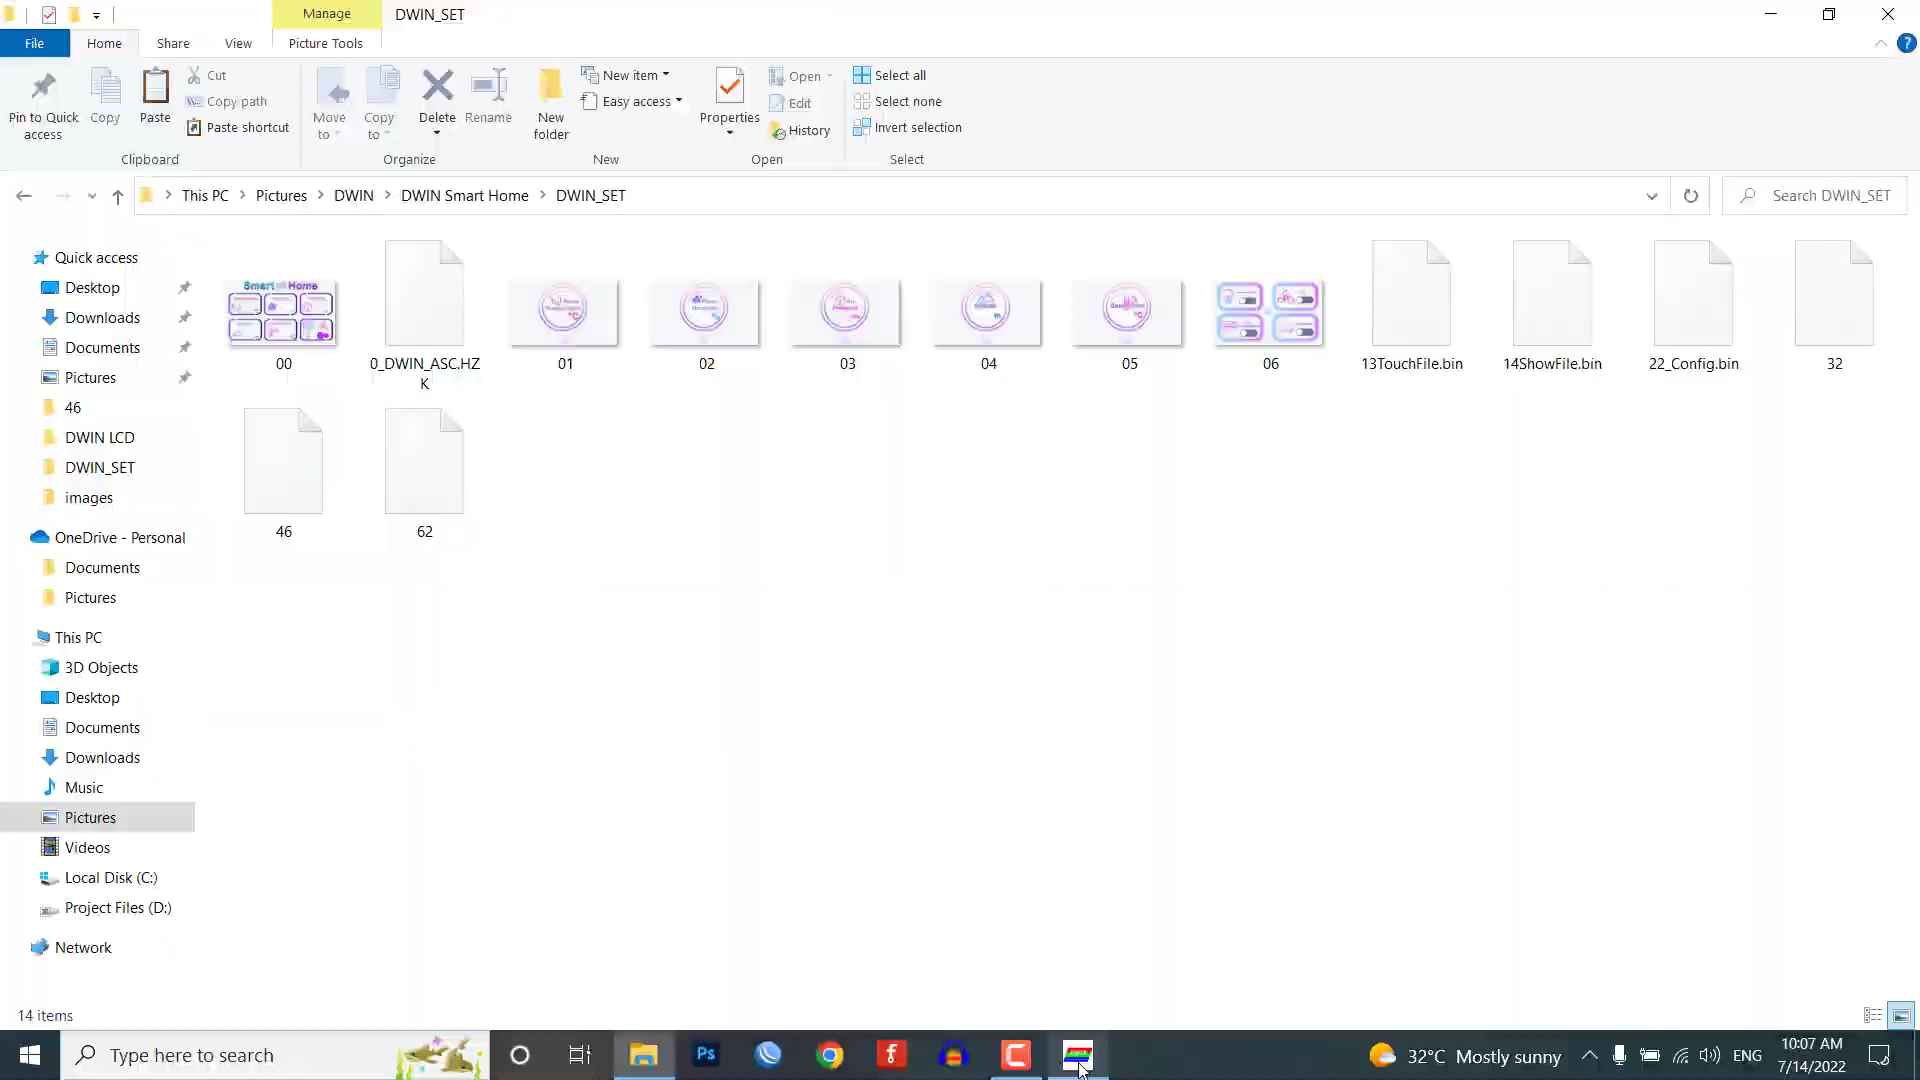 Manage
DWIN_SET
File
Home
Share
View
Picture Tools
Pin to Quick
access
Copy
Paste
Cut
Copy path
Paste shortcut
Clipboard
Move
to
Copy
to
Delete
Rename
Organize
New
folder
New item
Easy access
New
Properties
Open
Edit
History
Open
Select all
Select none
Invert selection
Select
This PC
Pictures
DWIN
DWIN Smart Home
DWIN_SET
Search DWIN_SET
Quick access
Desktop
Downloads
Documents
Pictures
46
DWIN LCD
DWIN_SET
images
OneDrive - Personal
Documents
Pictures
This PC
3D Objects
Desktop
Documents
Downloads
Music
Pictures
Videos
Local Disk (C:)
Project Files (D:)
Network
Smart Home
00
0_DWIN_ASC.HZ
K
01
02
03
04
05
06
13TouchFile.bin
14ShowFile.bin
22_Config.bin
32
46
62
14 items
Type here to search
Ps
32°C Mostly sunny
ENG
10:07 AM
7/14/2022